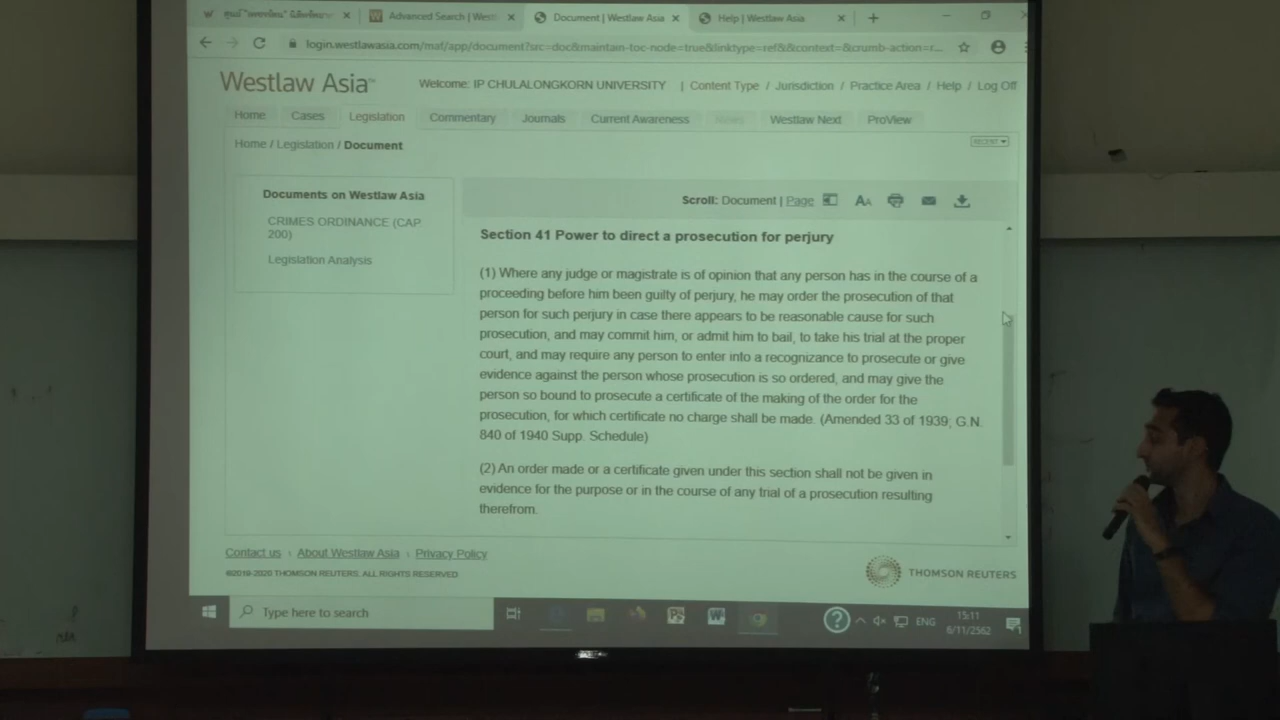 Advanced Search | West
Document | Westlaw Asia
Help | Westlaw Asia
login.westlawasia.com/maf/app/document?src=doc&maintain-toc-node=true&linktype=ref&&context=&crumb-action=r...
Westlaw Asia
Welcome: IP CHULALONGKORN UNIVERSITY | Content Type / Jurisdiction / Practice Area / Help / Log Off
Home Cases Legislation Commentary Journals Current Awareness News Westlaw Next ProView
Home / Legislation / Document
RECENT
Documents on Westlaw Asia
CRIMES ORDINANCE (CAP
200)
Legislation Analysis
Scroll: Document | Page
Section 41 Power to direct a prosecution for perjury
(1) Where any judge or magistrate is of opinion that any person has in the course of a
proceeding before him been guilty of perjury, he may order the prosecution of that
person for such perjury in case there appears to be reasonable cause for such
prosecution, and may commit him, or admit him to bail, to take his trial at the proper
court, and may require any person to enter into a recognizance to prosecute or give
evidence against the person whose prosecution is so ordered, and may give the
person so bound to prosecute a certificate of the making of the order for the
prosecution, for which certificate no charge shall be made. (Amended 33 of 1939; G.N.
840 of 1940 Supp. Schedule)
(2) An order made or a certificate given under this section shall not be given in
evidence for the purpose or in the course of any trial of a prosecution resulting
therefrom.
Contact us › About Westlaw Asia › Privacy Policy
©2019-2020 THOMSON REUTERS. ALL RIGHTS RESERVED
THOMSON REUTERS
Type here to search
ENG
15:11
6/11/2562